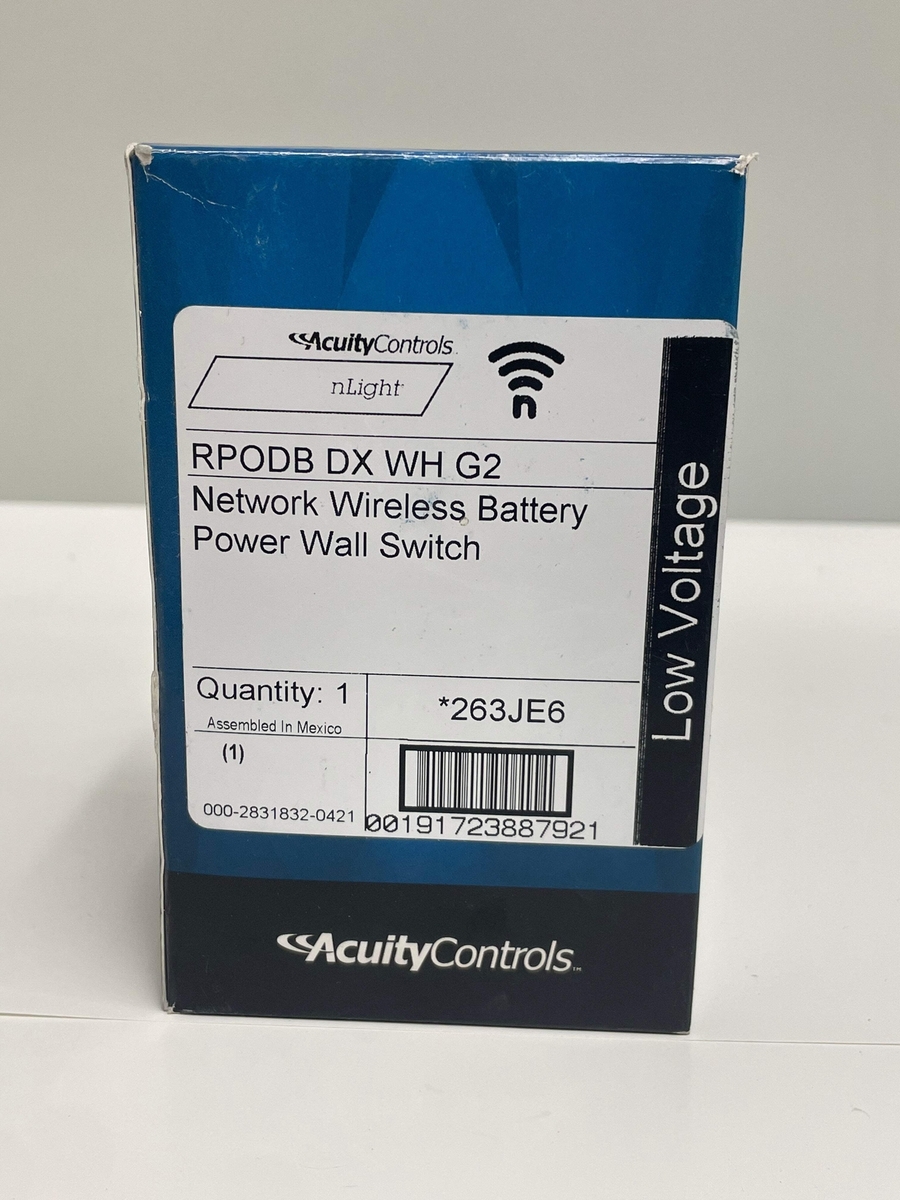 AcuityControls
nLight
n
RPODB DX WH G2
Network Wireless Battery
Power Wall Switch
Low Voltage
Quantity: 1
Assembled In Mexico
*263JE6
(1)
000-2831832-0421
00191723887921
AcuityControls™